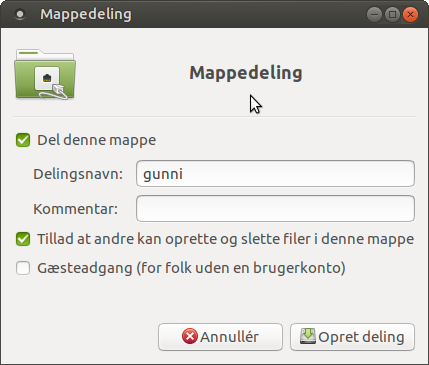 Mappedeling
Mappedeling
Del denne mappe
Delingsnavn: gunni
Kommentar:
Tillad at andre kan oprette og slette filer i denne mappe
Gæsteadgang (for folk uden en brugerkonto)
Annullér Opret deling